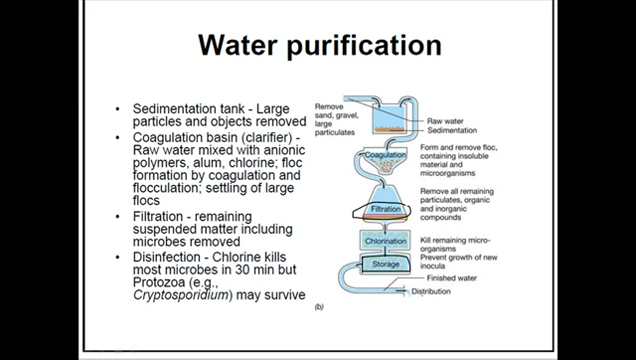 Water purification
• Sedimentation tank - Large
particles and objects removed
• Coagulation basin (clarifier) -
Raw water mixed with anionic
polymers, alum, chlorine; floc
formation by coagulation and
flocculation; settling of large
flocs
• Filtration - remaining
suspended matter including
microbes removed
• Disinfection - Chlorine kills
most microbes in 30 min but
Protozoa (e.g.,
Cryptosporidium) may survive
Remove
sand, gravel,
large
particulates
Raw water
Sedimentation
Coagulation
Form and remove floc,
containing insoluble
material and
microorganisms
Filtration
Remove all remaining
particulates, organic
and inorganic
compounds
Chlorination
Kill remaining micro-
organisms
Prevent growth of new
inocula
Storage
Finished water
Distribution
(b)